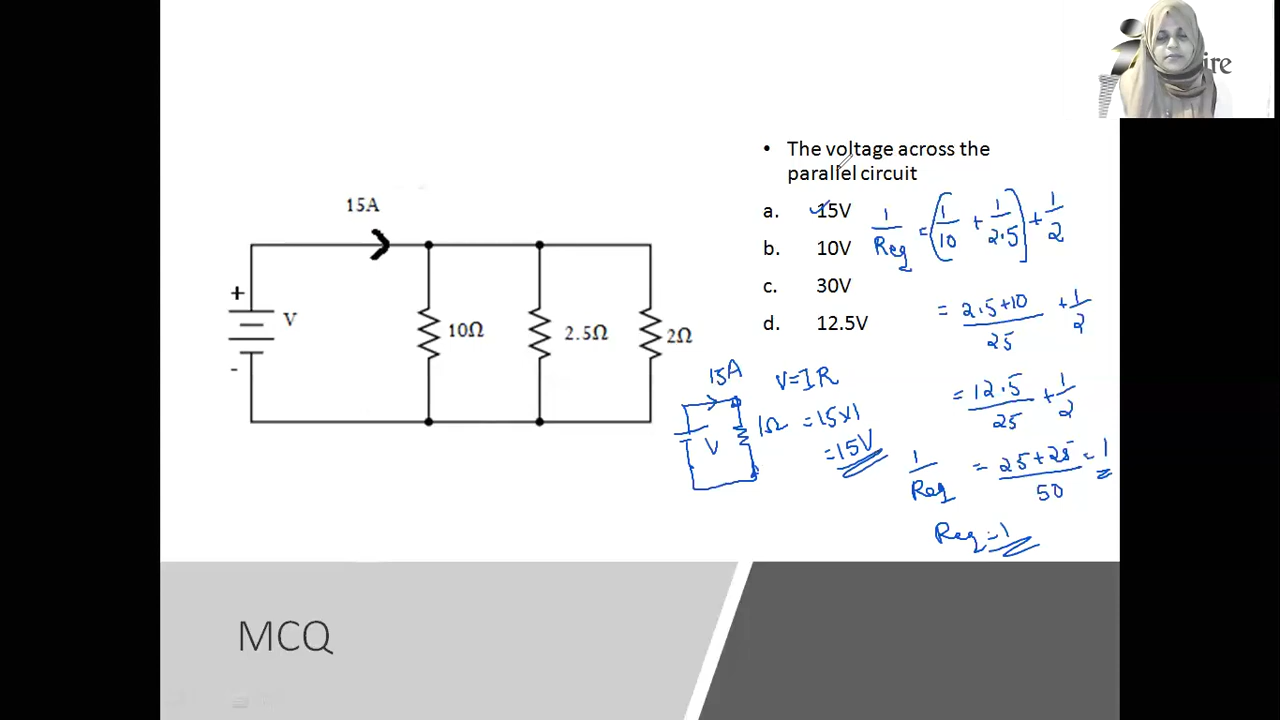 ire
• The voltage across the
parallel circuit
a. 15V
b. 10V
c. 30V
d. 12.5V
15A
+
V
-
10Ω
2.5Ω
2Ω
1/Req = (1/10 + 1/2.5) + 1/2
= 2.5+10/25 + 1/2
= 12.5/25 + 1/2
1/Req = 25+25/50 = 1
Req = 1
15A
V
1Ω
V=IR
= 15x1
= 15V
MCQ